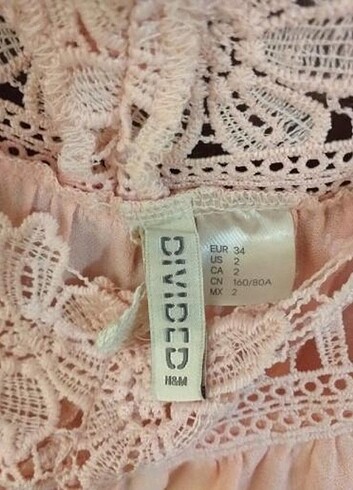 DIVIDED
H&M
EUR 34
US 2
CA 2
CN 160/80A
MX 2